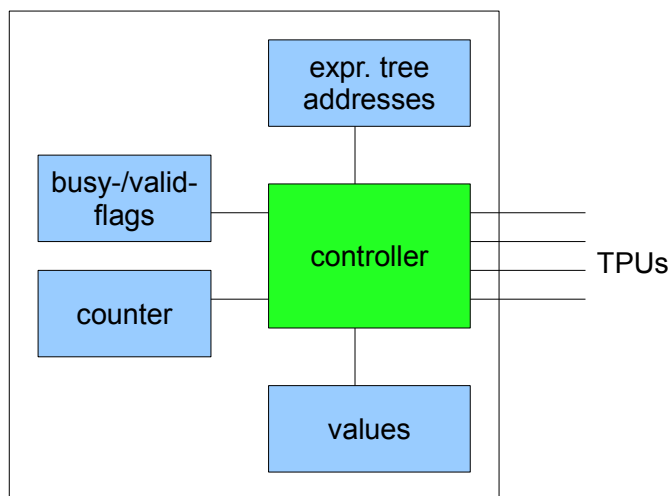 expr. tree
addresses
busy-/valid-
flags
controller
TPUs
counter
values